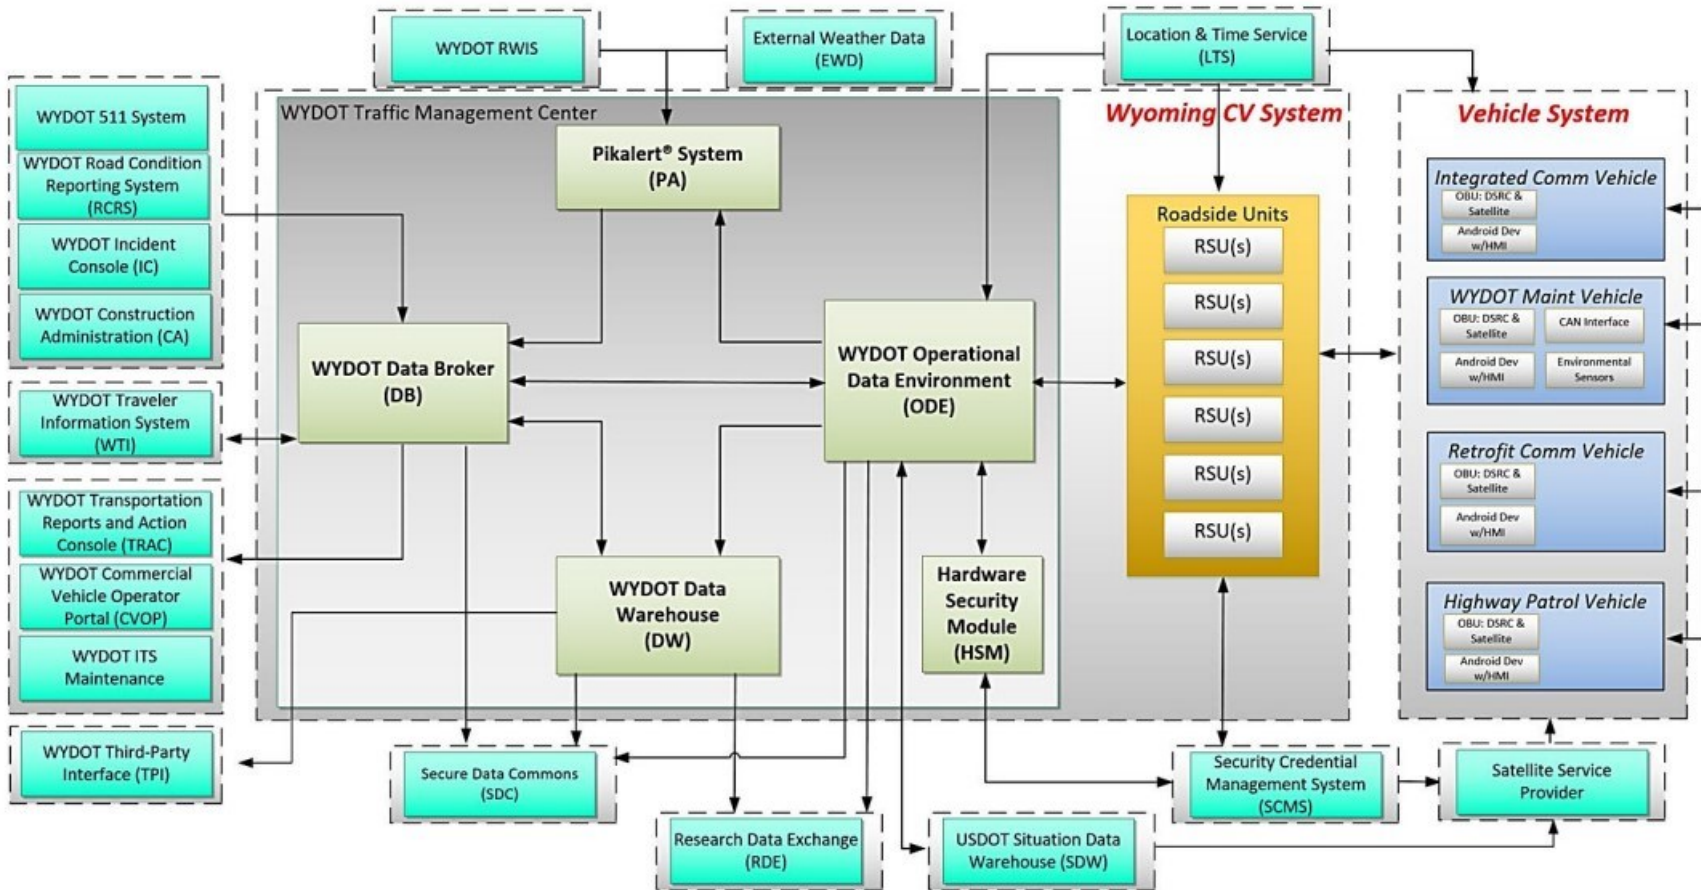 WYDOT RWIS
External Weather Data
(EWD)
Location & Time Service
(LTS)
WYDOT 511 System
WYDOT Road Condition
Reporting System
(RCRS)
WYDOT Incident
Console (IC)
WYDOT Construction
Administration (CA)
WYDOT Traveler
Information System
(WTI)
WYDOT Transportation
Reports and Action
Console (TRAC)
WYDOT Commercial
Vehicle Operator
Portal (CVOP)
WYDOT ITS
Maintenance
WYDOT Third-Party
Interface (TPI)
WYDOT Traffic Management Center
Wyoming CV System
Pikalert® System
(PA)
WYDOT Data Broker
(DB)
WYDOT Operational
Data Environment
(ODE)
WYDOT Data
Warehouse
(DW)
Hardware
Security
Module
(HSM)
Roadside Units
RSU(s)
RSU(s)
RSU(s)
RSU(s)
RSU(s)
RSU(s)
Vehicle System
Integrated Comm Vehicle
OBU: DSRC &
Satellite
Android Dev
w/HMI
WYDOT Maint Vehicle
OBU: DSRC &
Satellite
CAN Interface
Android Dev
w/HMI
Environmental
Sensors
Retrofit Comm Vehicle
OBU: DSRC &
Satellite
Android Dev
w/HMI
Highway Patrol Vehicle
OBU: DSRC &
Satellite
Android Dev
w/HMI
Secure Data Commons
(SDC)
Research Data Exchange
(RDE)
USDOT Situation Data
Warehouse (SDW)
Security Credential
Management System
(SCMS)
Satellite Service
Provider